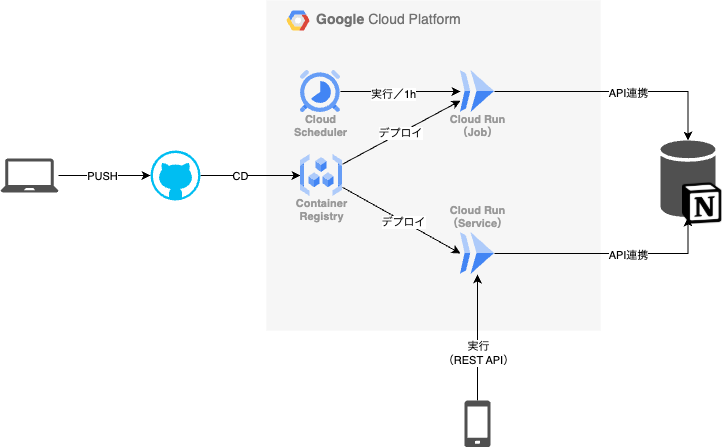 Google Cloud Platform
実行／1h
Cloud
Scheduler
Cloud Run
（Job）
API連携
デプロイ
PUSH
CD
Container
Registry
デプロイ
Cloud Run
（Service）
API連携
N
実行
（REST API）